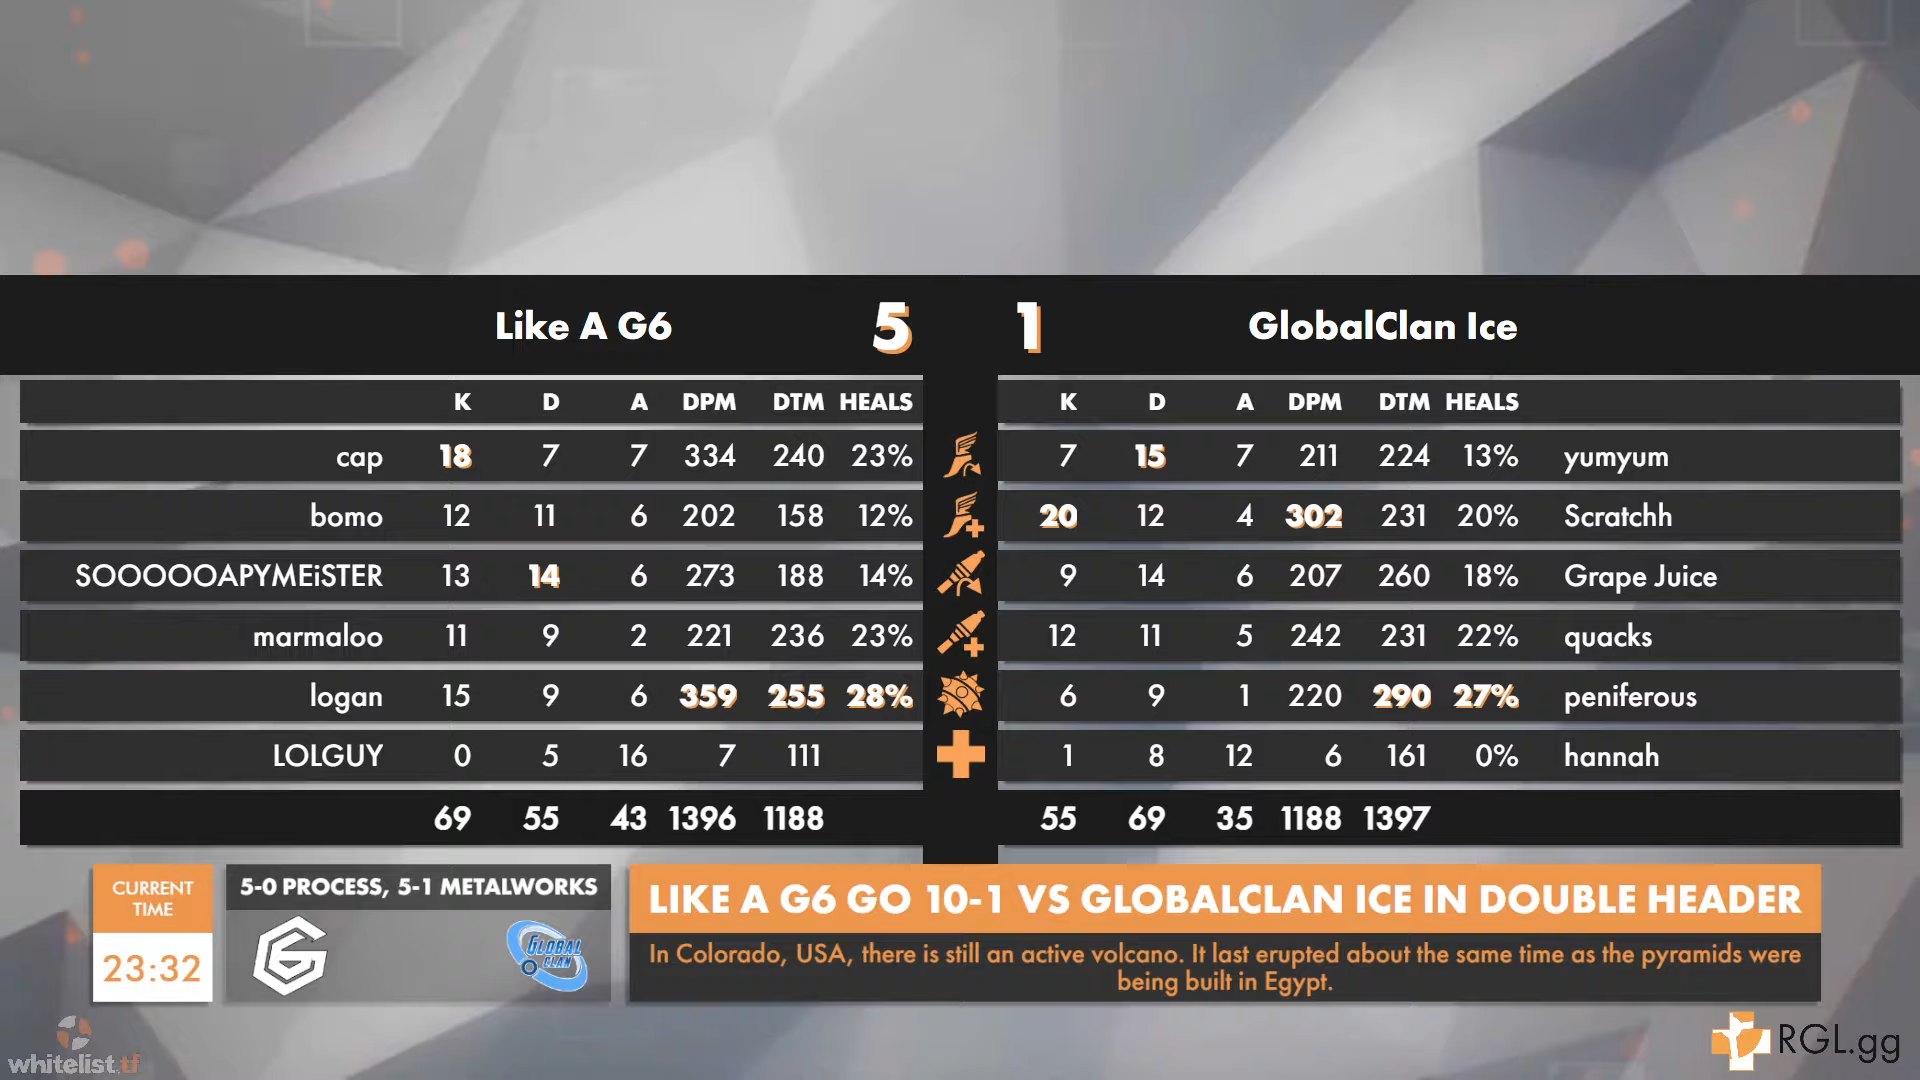 Like A G6 5 1 GlobalClan Ice
K D A DPM DTM HEALS K D A DPM DTM HEALS
cap 18 7 7 334 240 23% 7 15 7 211 224 13% yumyum
bomo 12 11 6 202 158 12% 20 12 4 302 231 20% Scratchh
SOOOOOAPYMEiSTER 13 14 6 273 188 14% 9 14 6 207 260 18% Grape Juice
marmaloo 11 9 2 221 236 23% 12 11 5 242 231 22% quacks
logan 15 9 6 359 255 28% 6 9 1 220 290 27% peniferous
LOLGUY 0 5 16 7 111 1 8 12 6 161 0% hannah
69 55 43 1396 1188 55 69 35 1188 1397
CURRENT
TIME
23:32
5-0 PROCESS, 5-1 METALWORKS
GLOBAL
CLAN
LIKE A G6 GO 10-1 VS GLOBALCLAN ICE IN DOUBLE HEADER
In Colorado, USA, there is still an active volcano. It last erupted about the same time as the pyramids were
being built in Egypt.
whitelist.tf
RGL.gg